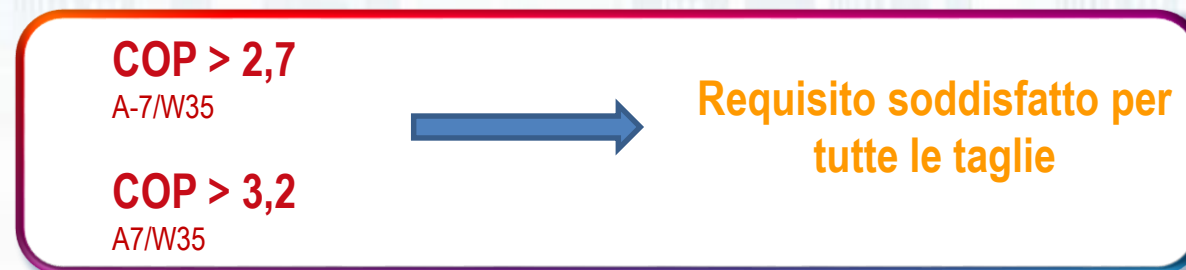 COP > 2,7
A-7/W35
COP > 3,2
A7/W35
Requisito soddisfatto per
tutte le taglie